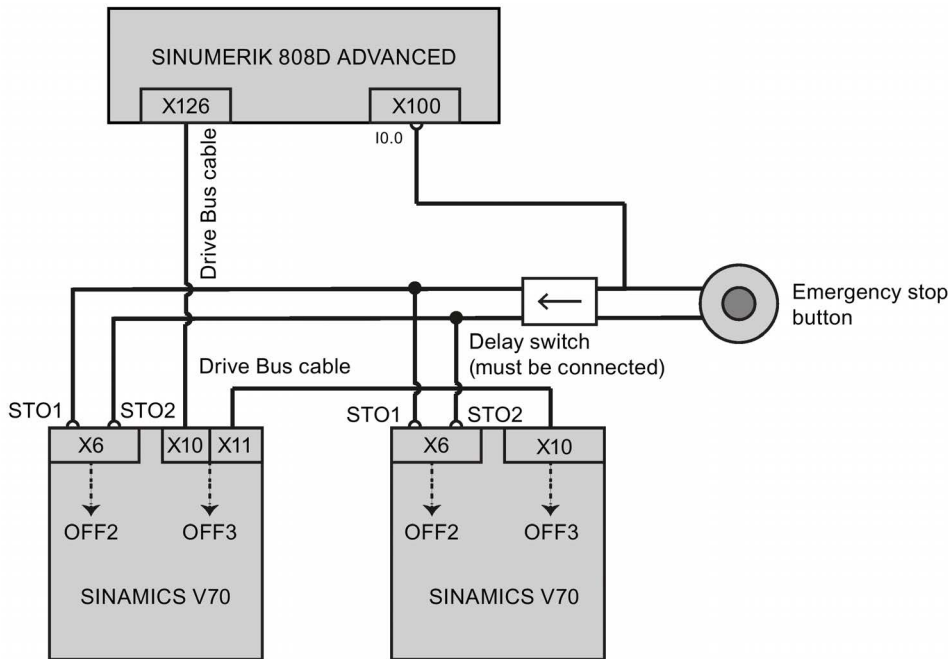 SINUMERIK 808D ADVANCED
X126
X100
I0.0
Drive Bus cable
Emergency stop
button
Delay switch
(must be connected)
Drive Bus cable
STO1
STO2
STO1
STO2
X6
X10
X11
X6
X10
OFF2
OFF3
OFF2
OFF3
SINAMICS V70
SINAMICS V70